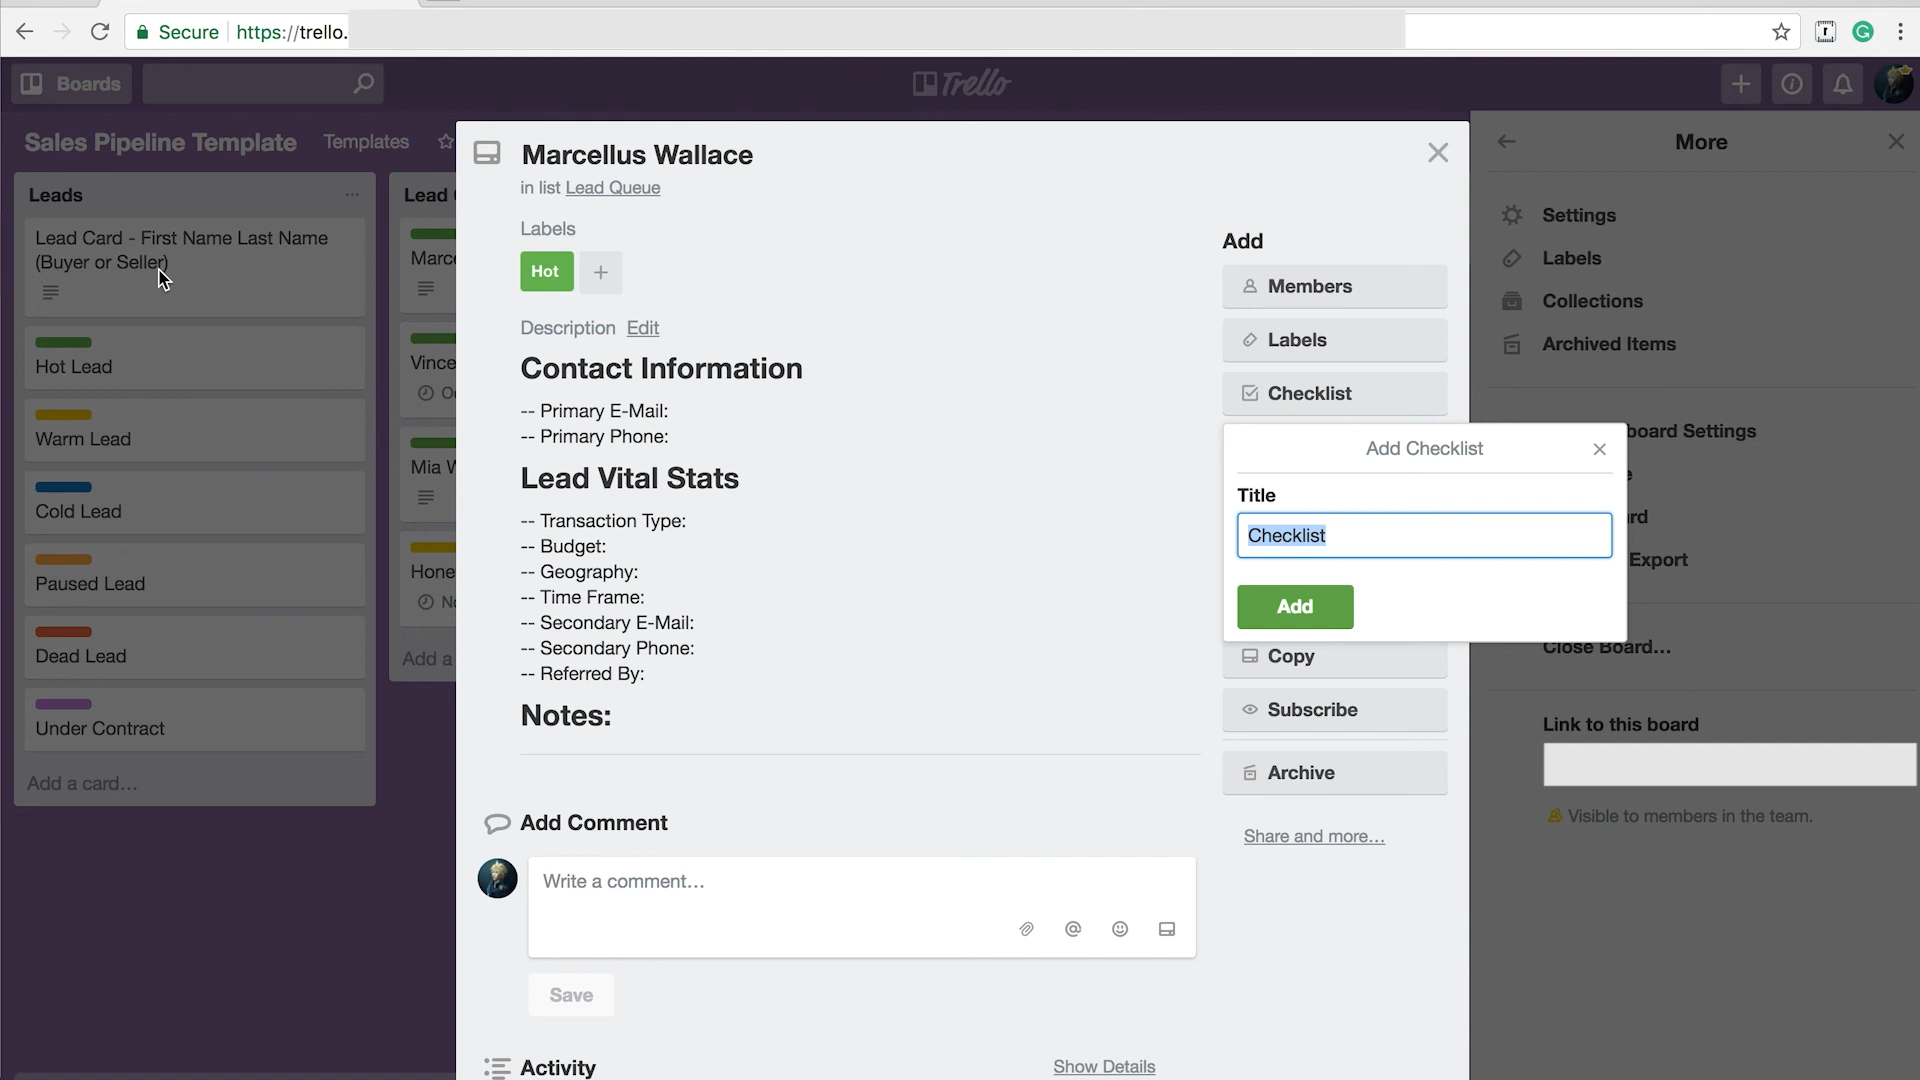 Secure
https://trello.
Boards
Trello
Sales Pipeline Template
Templates
Leads
Lead Card - First Name Last Name
(Buyer or Seller)
Hot Lead
Warm Lead
Cold Lead
Paused Lead
Dead Lead
Under Contract
Add a card…
Lead
Marce
Vince
Mia
Hone
Add a
Marcellus Wallace
in list Lead Queue
Labels
Hot
+
Description Edit
Contact Information
-- Primary E-Mail:
-- Primary Phone:
Lead Vital Stats
-- Transaction Type:
-- Budget:
-- Geography:
-- Time Frame:
-- Secondary E-Mail:
-- Secondary Phone:
-- Referred By:
Notes:
Add Comment
Write a comment…
@
Save
Activity
Show Details
Add
Members
Labels
Checklist
Add Checklist
Title
Checklist
Add
Copy
Subscribe
Archive
Share and more…
More
Settings
Labels
Collections
Archived Items
board Settings
rd
Export
Close Board…
Link to this board
Visible to members in the team.